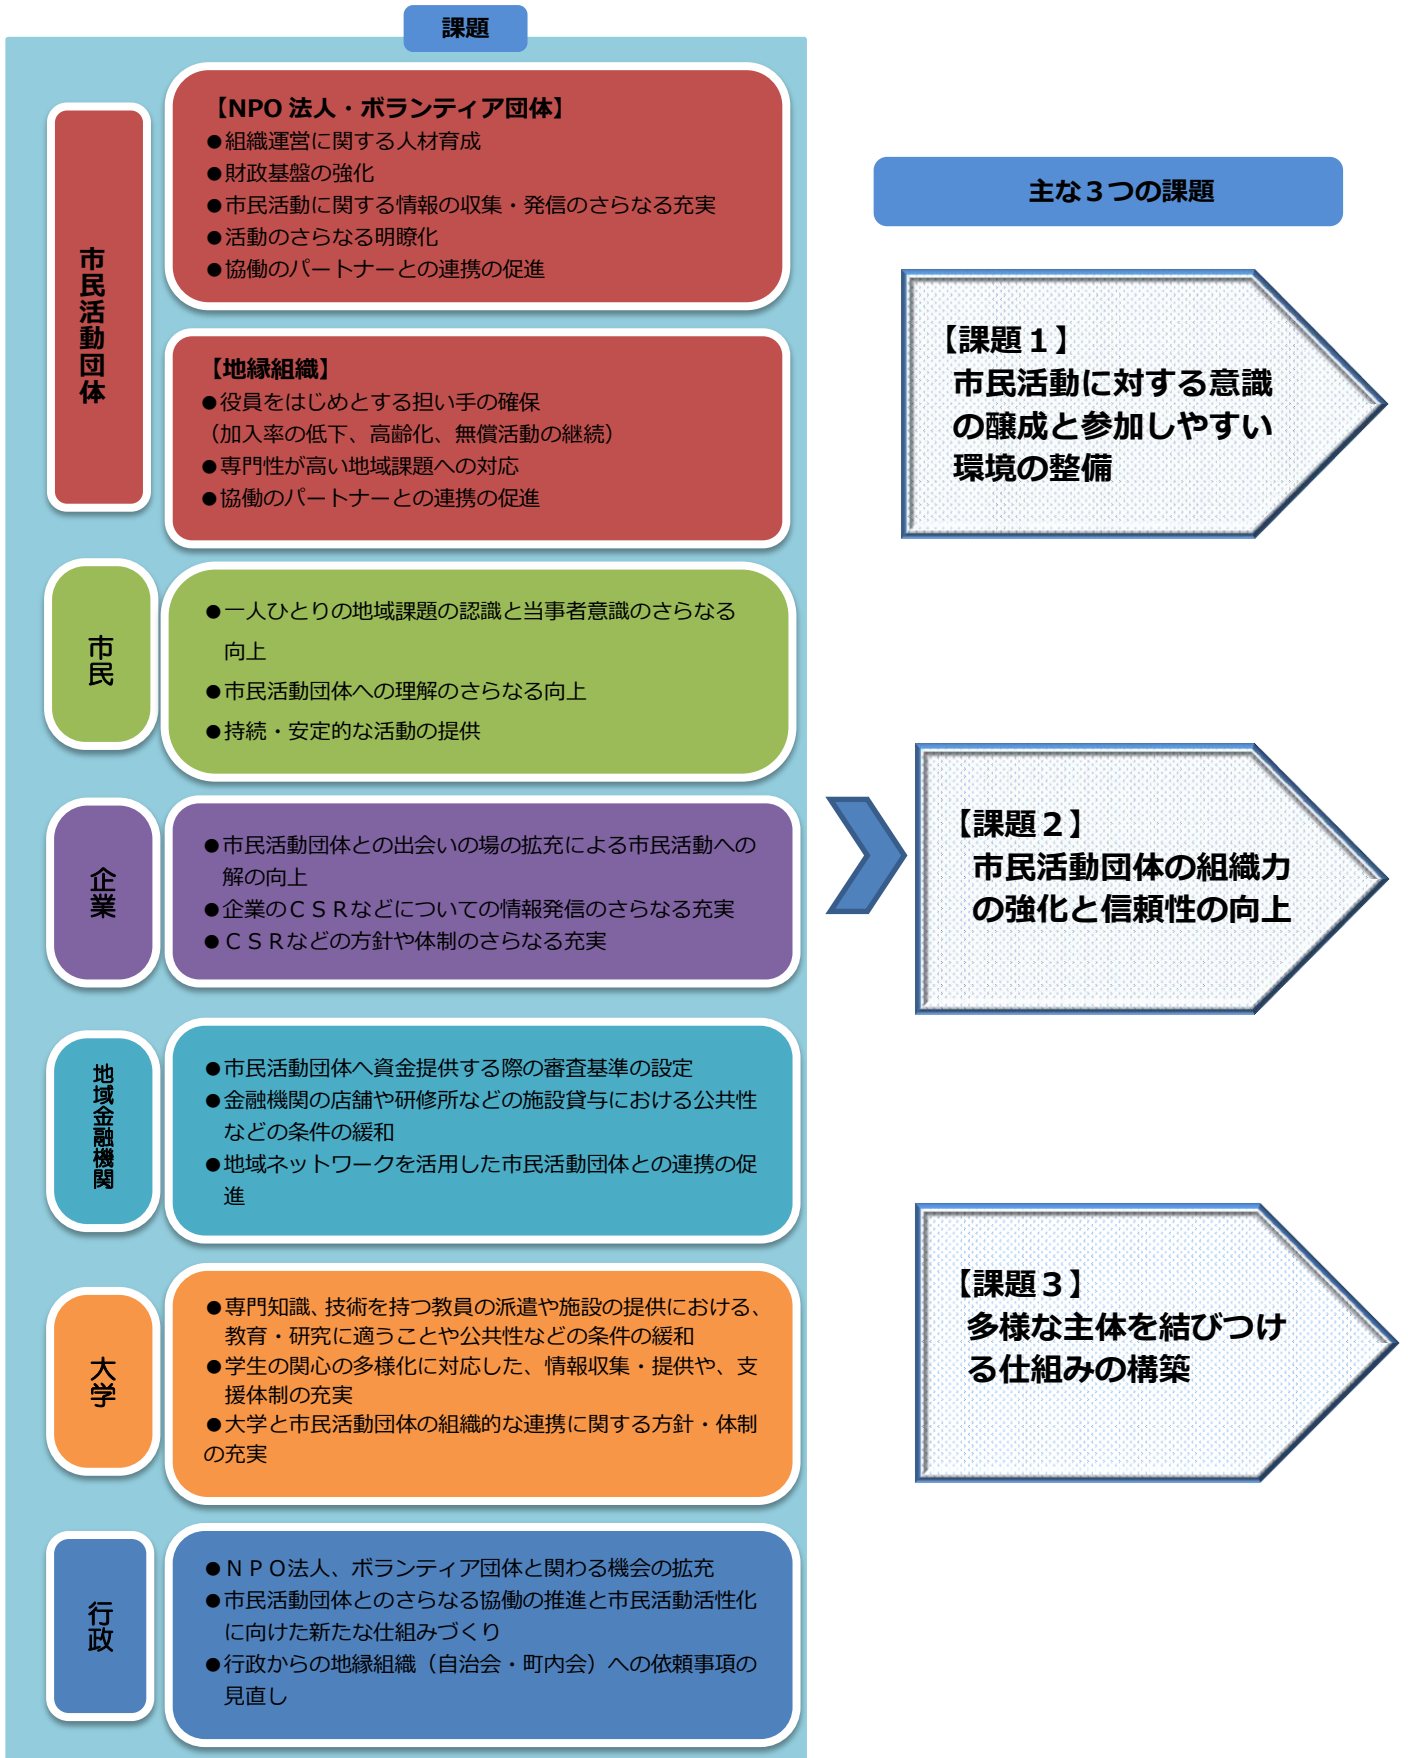 課題
市民活動団体
【NPO 法人・ボランティア団体】
●組織運営に関する人材育成
●財政基盤の強化
●市民活動に関する情報の収集・発信のさらなる充実
●活動のさらなる明瞭化
●協働のパートナーとの連携の促進
【地縁組織】
●役員をはじめとする担い手の確保
（加入率の低下、高齢化、無償活動の継続）
●専門性が高い地域課題への対応
●協働のパートナーとの連携の促進
市民
●一人ひとりの地域課題の認識と当事者意識のさらなる
向上
●市民活動団体への理解のさらなる向上
●持続・安定的な活動の提供
企業
●市民活動団体との出会いの場の拡充による市民活動への
解の向上
●企業のＣＳＲなどについての情報発信のさらなる充実
●ＣＳＲなどの方針や体制のさらなる充実
地域金融機関
●市民活動団体へ資金提供する際の審査基準の設定
●金融機関の店舗や研修所などの施設貸与における公共性
などの条件の緩和
●地域ネットワークを活用した市民活動団体との連携の促
進
大学
●専門知識、技術を持つ教員の派遣や施設の提供における、
教育・研究に適うことや公共性などの条件の緩和
●学生の関心の多様化に対応した、情報収集・提供や、支
援体制の充実
●大学と市民活動団体の組織的な連携に関する方針・体制
の充実
行政
●ＮＰＯ法人、ボランティア団体と関わる機会の拡充
●市民活動団体とのさらなる協働の推進と市民活動活性化
に向けた新たな仕組みづくり
●行政からの地縁組織（自治会・町内会）への依頼事項の
見直し
主な３つの課題
【課題１】
市民活動に対する意識
の醸成と参加しやすい
環境の整備
【課題２】
市民活動団体の組織力
の強化と信頼性の向上
【課題３】
多様な主体を結びつけ
る仕組みの構築